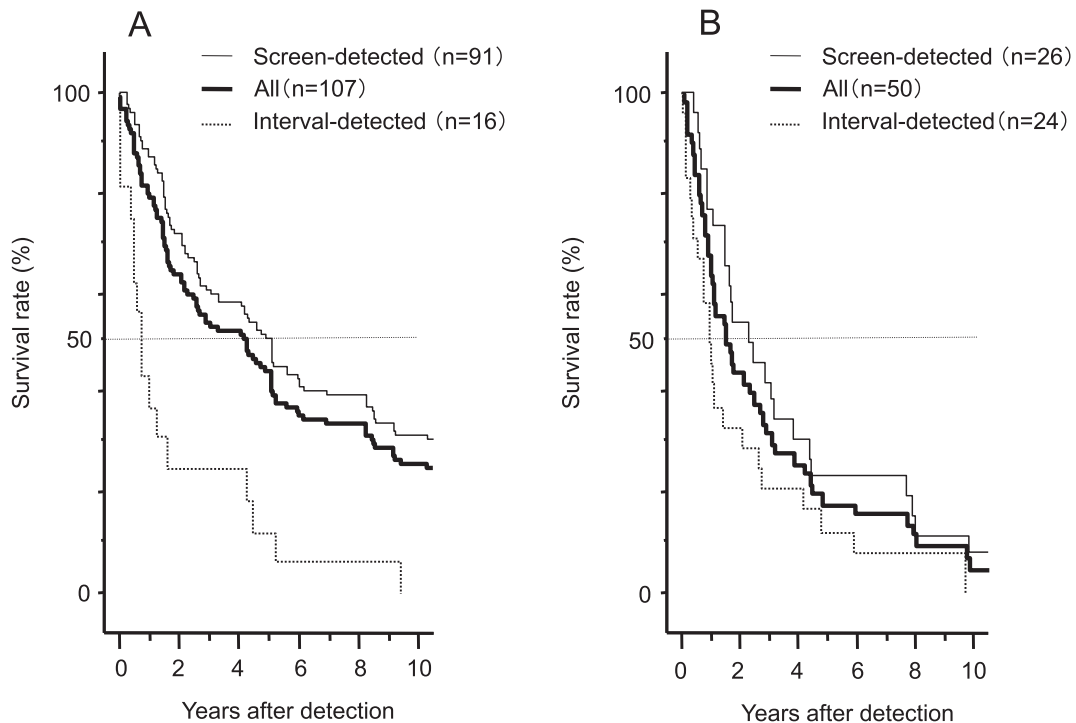 A
Screen-detected (n=91)
All(n=107)
Interval-detected (n=16)
100
50
0
Survival rate (%)
0 2 4 6 8 10
Years after detection
B
Screen-detected (n=26)
All(n=50)
Interval-detected(n=24)
100
50
0
Survival rate (%)
0 2 4 6 8 10
Years after detection